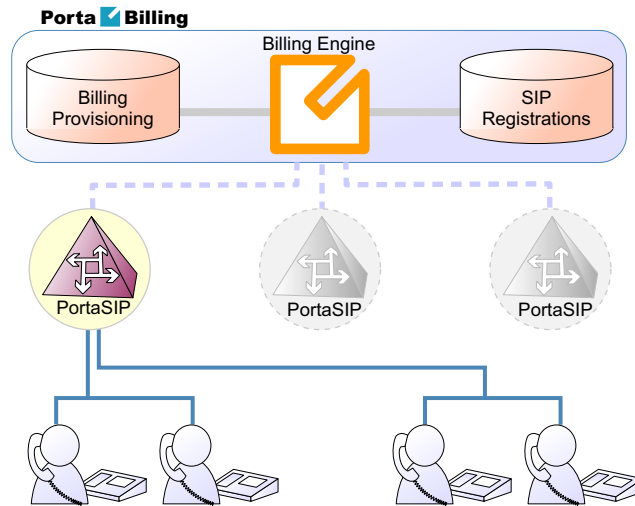 Porta Billing
Billing Engine
Billing
Provisioning
SIP
Registrations
PortaSIP
PortaSIP
PortaSIP